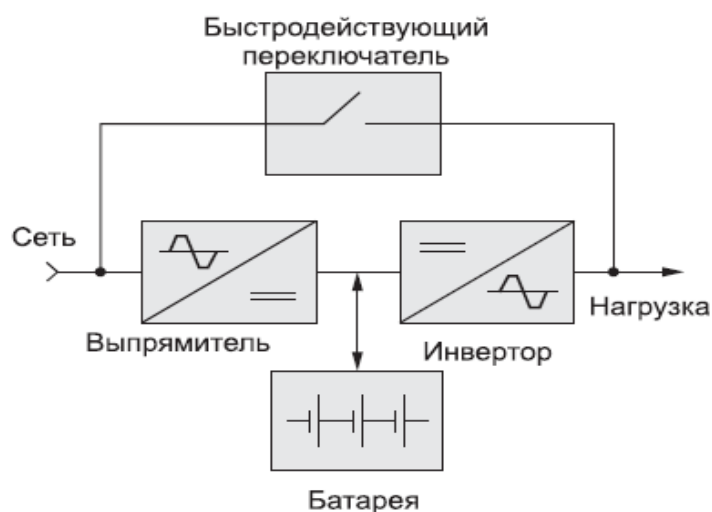 Быстродействующий
переключатель
Сеть
Нагрузка
Выпрямитель
Инвертор
Батарея